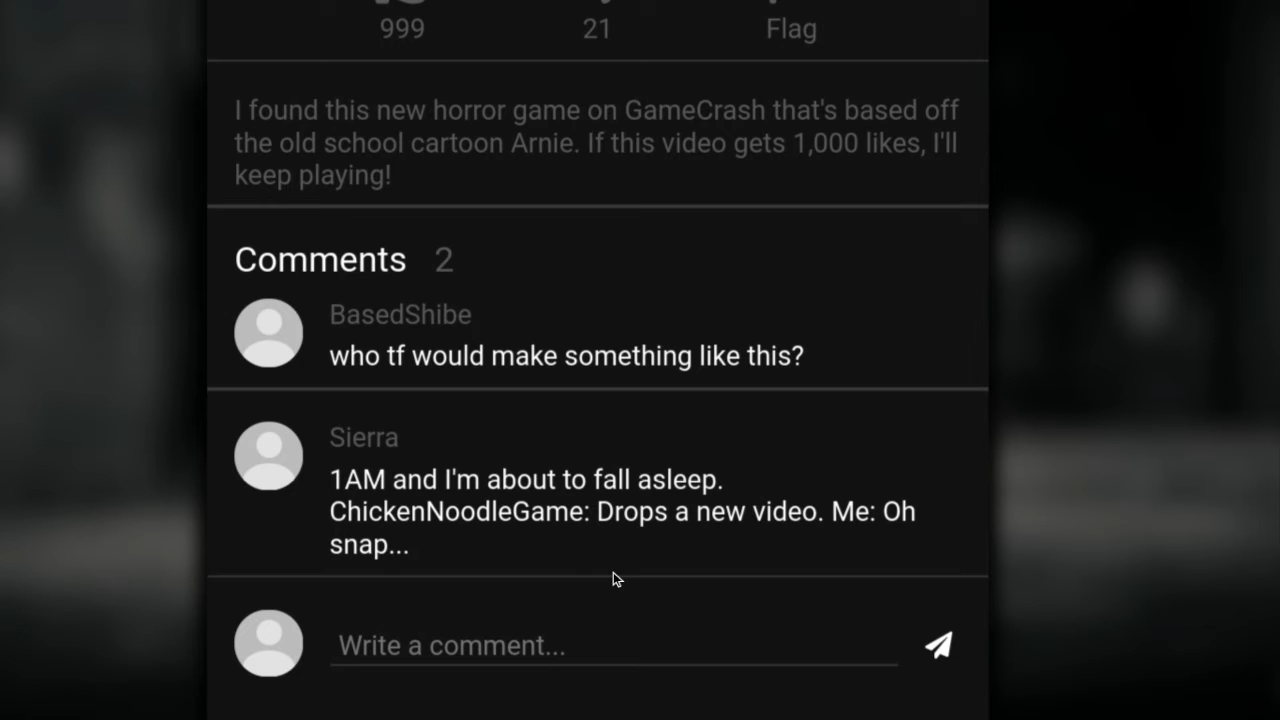 999 21 Flag
I found this new horror game on GameCrash that's based off
the old school cartoon Arnie. If this video gets 1,000 likes, I'll
keep playing!
Comments 2
BasedShibe
who tf would make something like this?
Sierra
1AM and I'm about to fall asleep.
ChickenNoodleGame: Drops a new video. Me: Oh
snap...
Write a comment...